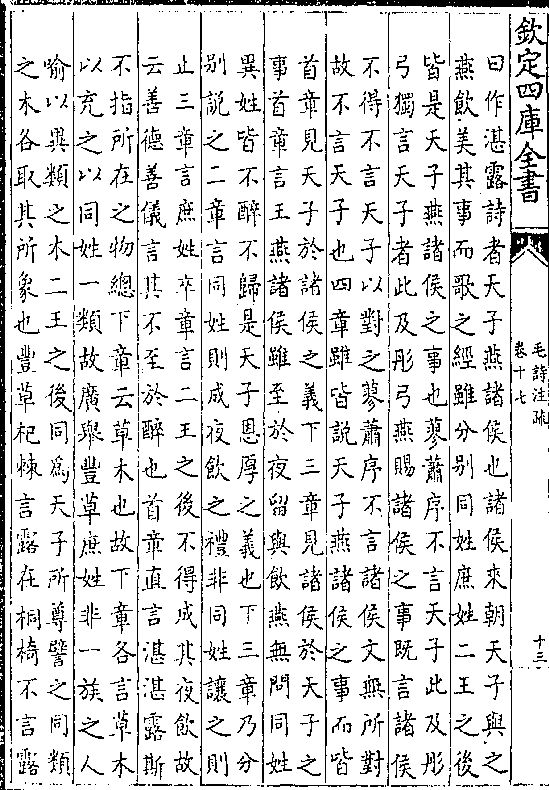 欽定四庫全書
毛詩注疏
卷十七
十三
曰作湛露詩者天子燕諸侯也諸侯來朝天子與之
燕飲美其事而歌之經雖分别同姓庶姓二王之後
皆是天子燕諸侯之事也蓼蕭序不言天子此及彤
弓獨言天子者此及彤弓燕賜諸侯之事既言諸侯
不得不言天子以對之蓼蕭序不言諸侯文無所對
故不言天子也四章雖皆説天子燕諸侯之事而皆
首章見天子於諸侯之義下三章見諸侯於天子之
事首章言王燕諸侯雖至於夜留與飲燕無問同姓
異姓皆不醉不歸是天子恩厚之義也下三章乃分
别説之二章言同姓則成夜飲之禮非同姓讓之則
止三章言庶姓卒章言二王之後不得成其夜飲故
云善德善儀言其不至於醉也首章直言湛湛露斯
不指所在之物總下章云草木也故下章各言草木
以充之以同姓一類故廣舉豐草庶姓非一族之人
喻以異類之木二王之後同為天子所尊譬之同類
之木各取其所象也豐草杞棘言露在桐椅不言露